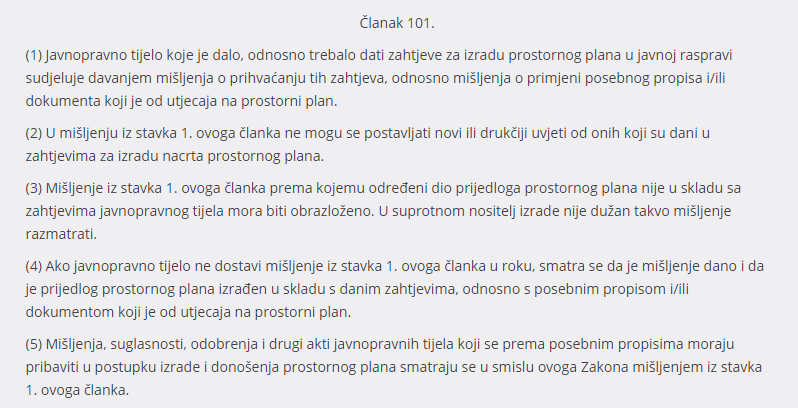 Članak 101.
(1) Javnopravno tijelo koje je dalo, odnosno trebalo dati zahtjeve za izradu prostornog plana u javnoj raspravi
sudjeluje davanjem mišljenja o prihvaćanju tih zahtjeva, odnosno mišljenja o primjeni posebnog propisa i/ili
dokumenta koji je od utjecaja na prostorni plan.
(2) U mišljenju iz stavka 1. ovoga članka ne mogu se postavljati novi ili drukčiji uvjeti od onih koji su dani u
zahtjevima za izradu nacrta prostornog plana.
(3) Mišljenje iz stavka 1. ovoga članka prema kojemu određeni dio prijedloga prostornog plana nije u skladu sa
zahtjevima javnopravnog tijela mora biti obrazloženo. U suprotnom nositelj izrade nije dužan takvo mišljenje
razmatrati.
(4) Ako javnopravno tijelo ne dostavi mišljenje iz stavka 1. ovoga članka u roku, smatra se da je mišljenje dano i da
je prijedlog prostornog plana izrađen u skladu s danim zahtjevima, odnosno s posebnim propisom i/ili
dokumentom koji je od utjecaja na prostorni plan.
(5) Mišljenja, suglasnosti, odobrenja i drugi akti javnopravnih tijela koji se prema posebnim propisima moraju
pribaviti u postupku izrade i donošenja prostornog plana smatraju se u smislu ovoga Zakona mišljenjem iz stavka
1. ovoga članka.